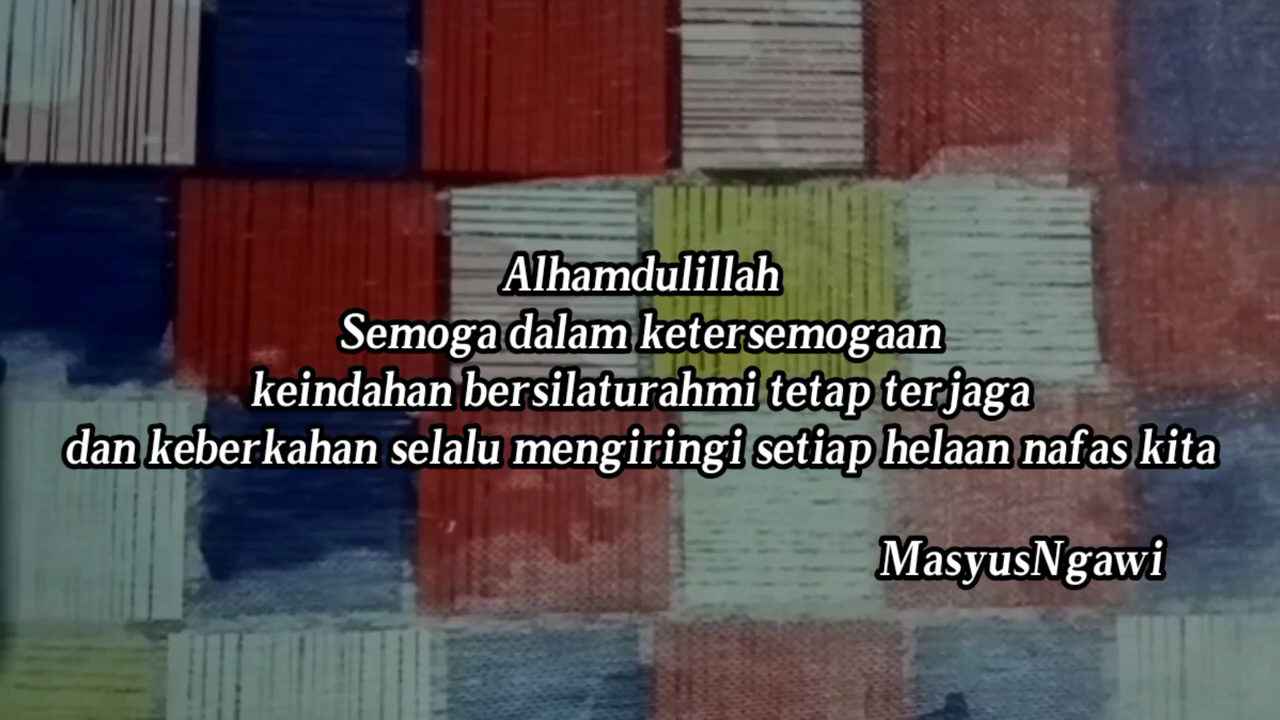 Alhamdulillah
Semoga dalam ketersemogaan
keindahan bersilaturahmi tetap terjaga
dan keberkahan selalu mengiringi setiap helaan nafas kita
MasyusNgawi